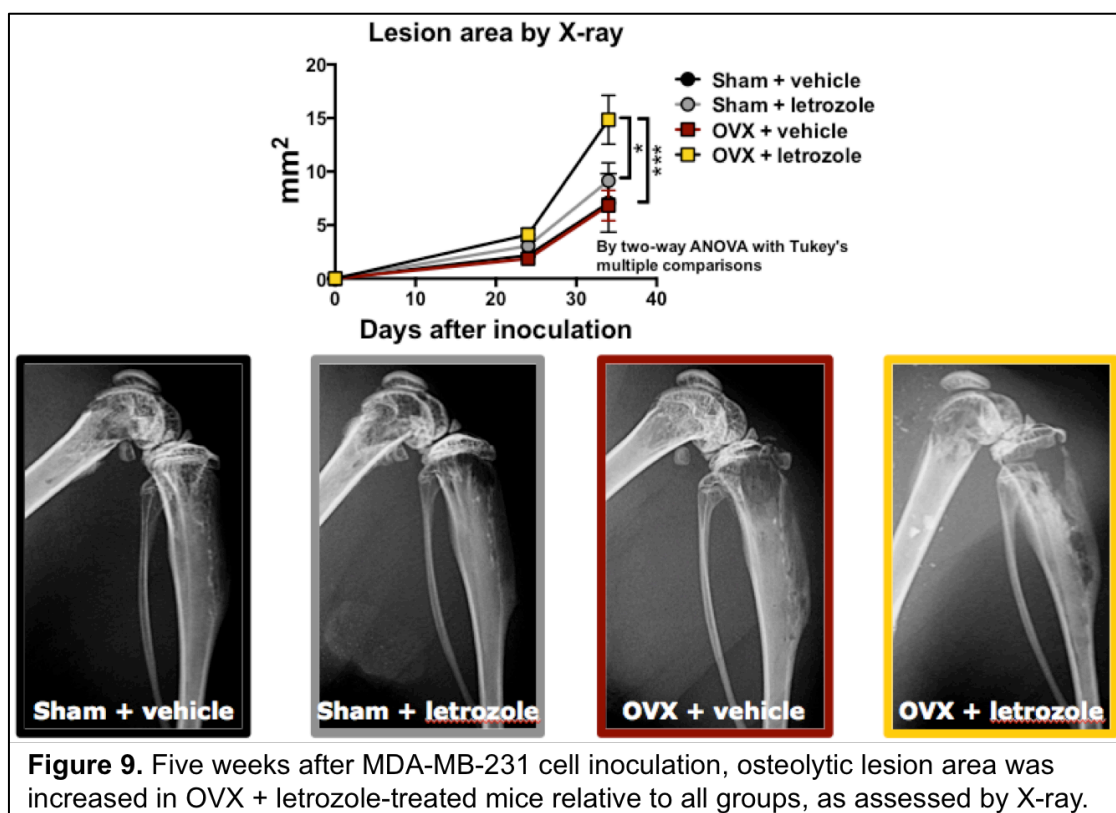 Lesion area by X-ray
20
15
10
5
0
mm2
0 10 20 30 40
Days after inoculation
* ***
Sham + vehicle
Sham + letrozole
OVX + vehicle
OVX + letrozole
By two-way ANOVA with Tukey's
multiple comparisons
Sham + vehicle
Sham + letrozole
OVX + vehicle
OVX + letrozole
Figure 9. Five weeks after MDA-MB-231 cell inoculation, osteolytic lesion area was
increased in OVX + letrozole-treated mice relative to all groups, as assessed by X-ray.